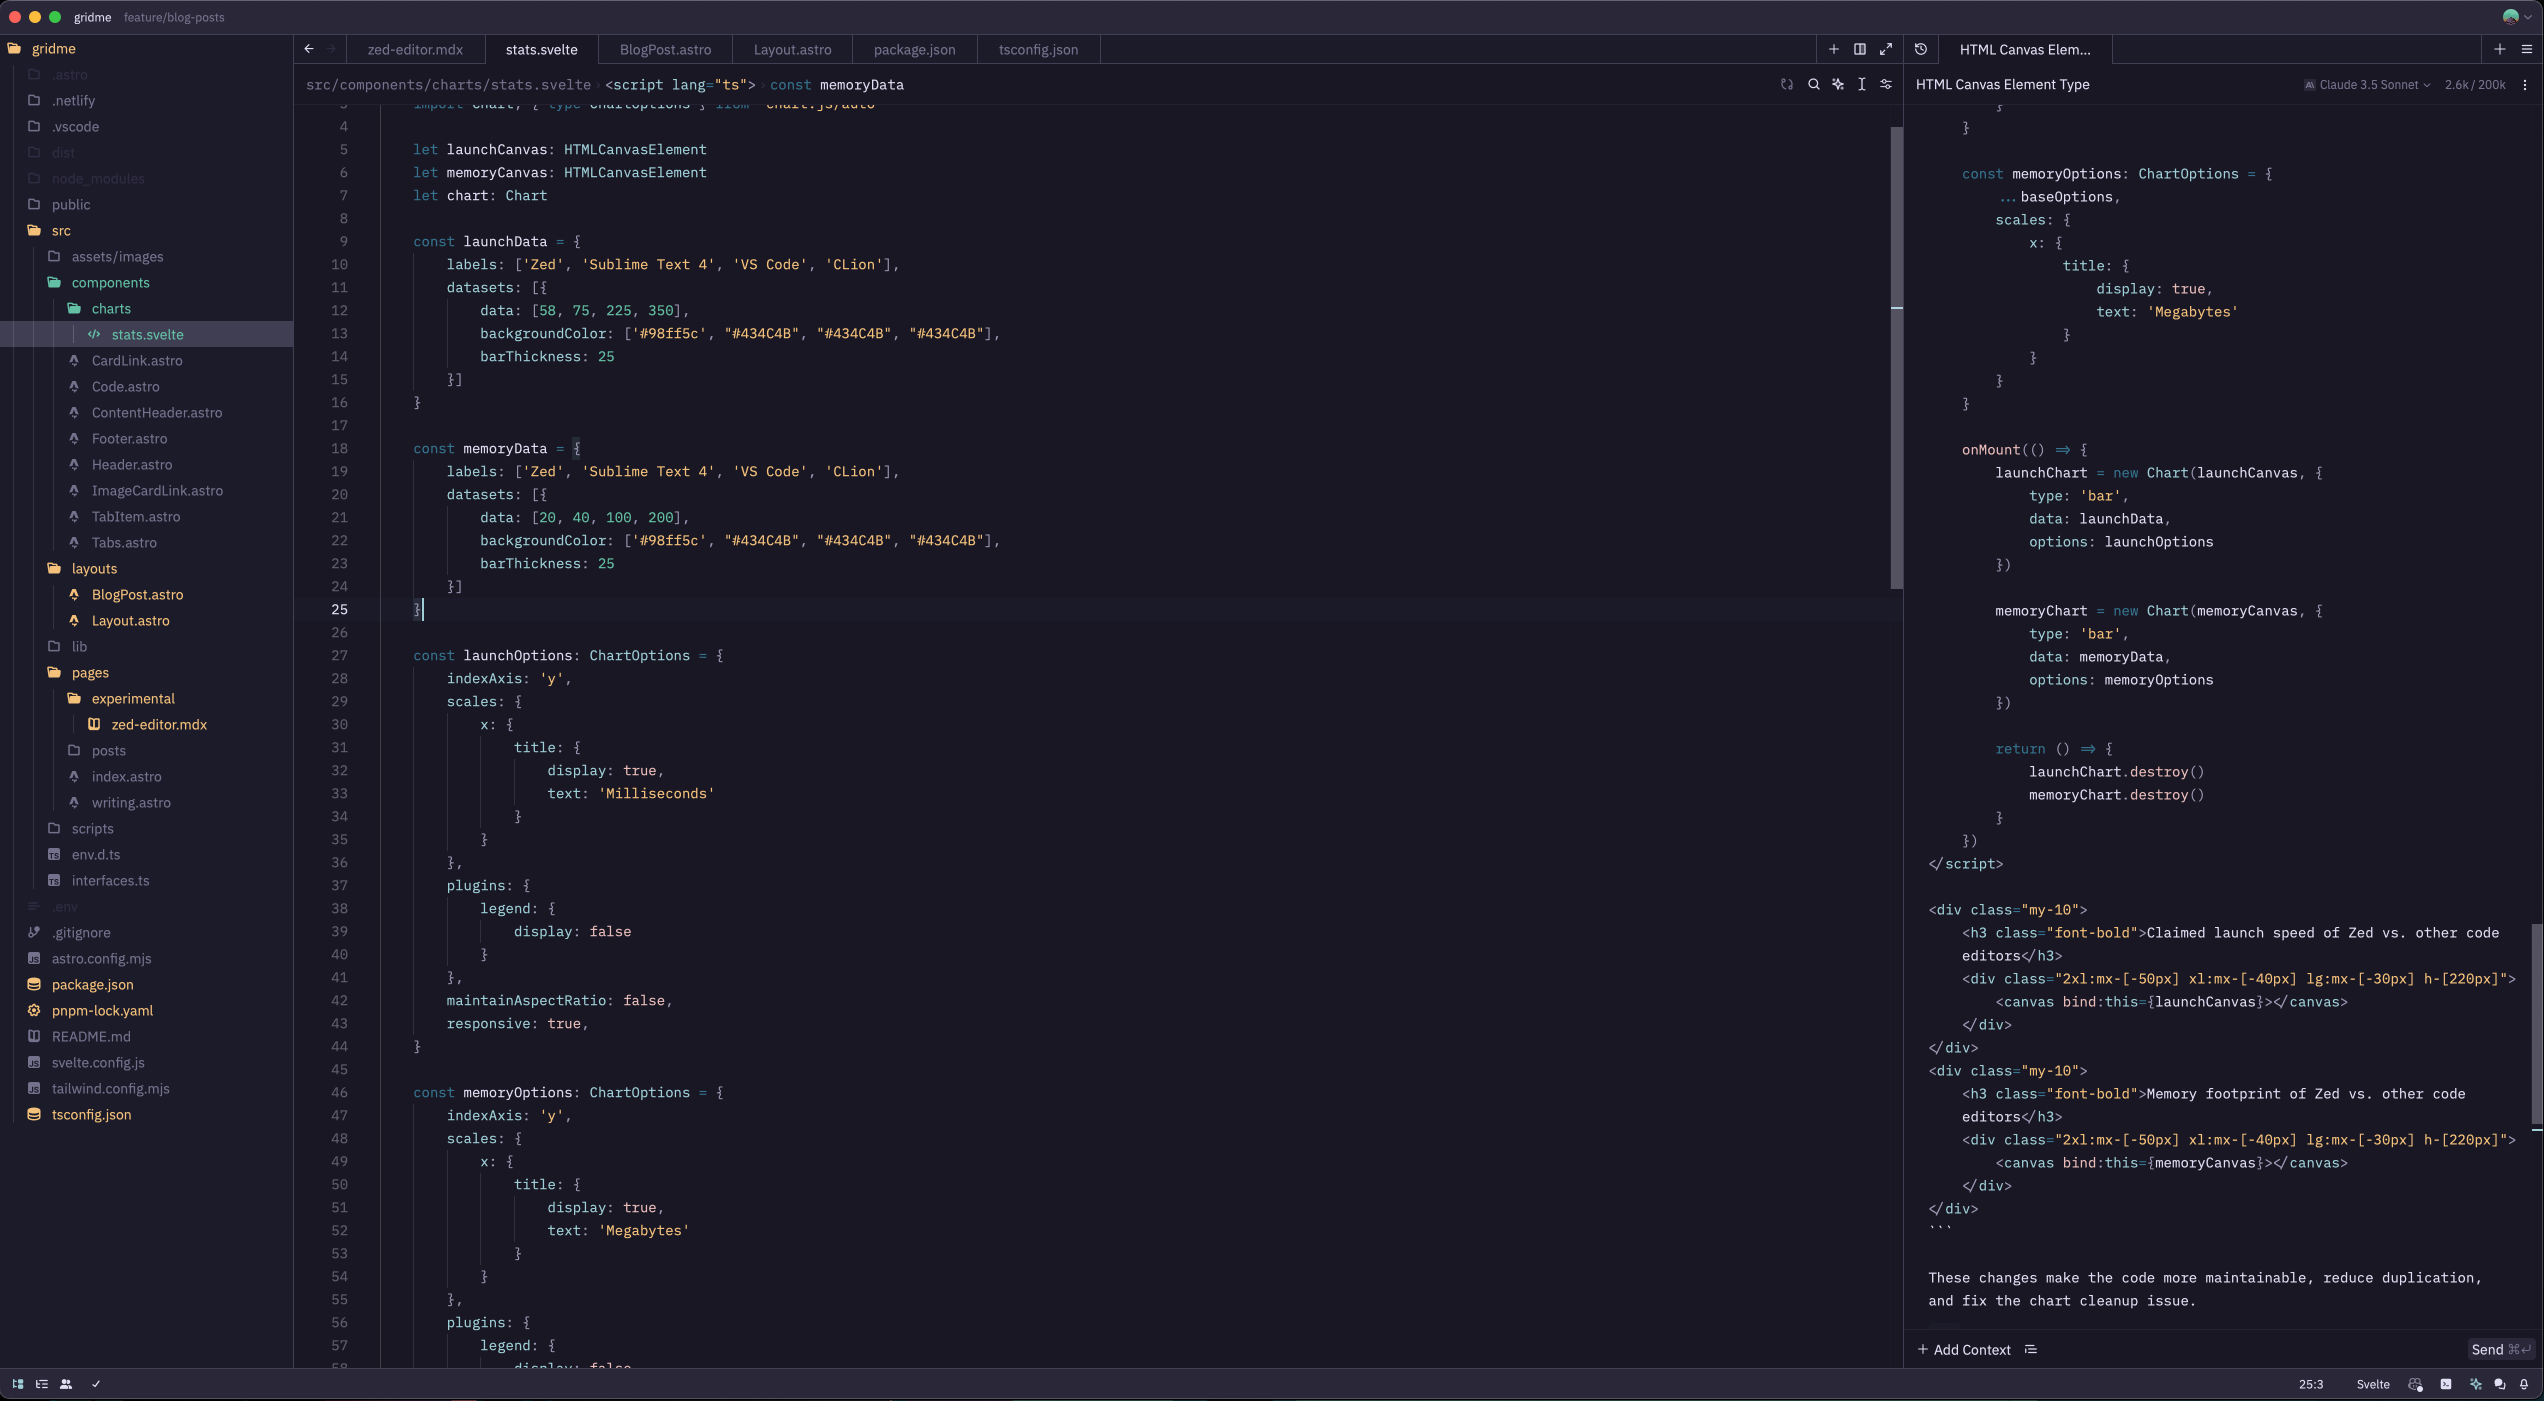 gridme feature/blog-posts
gridme
.astro
.netlify
.vscode
dist
node_modules
public
src
assets/images
components
charts
stats.svelte
CardLink.astro
Code.astro
ContentHeader.astro
Footer.astro
Header.astro
ImageCardLink.astro
TabItem.astro
Tabs.astro
layouts
BlogPost.astro
Layout.astro
lib
pages
experimental
zed-editor.mdx
posts
index.astro
writing.astro
scripts
env.d.ts
interfaces.ts
.env
.gitignore
astro.config.mjs
package.json
pnpm-lock.yaml
README.md
svelte.config.js
tailwind.config.mjs
tsconfig.json
zed-editor.mdx stats.svelte BlogPost.astro Layout.astro package.json tsconfig.json
src/components/charts/stats.svelte › <script lang="ts"> › const memoryData
3 import Chart, { type ChartOptions } from 'chart.js/auto'
4
5 let launchCanvas: HTMLCanvasElement
6 let memoryCanvas: HTMLCanvasElement
7 let chart: Chart
8
9 const launchData = {
10 labels: ['Zed', 'Sublime Text 4', 'VS Code', 'CLion'],
11 datasets: [{
12 data: [58, 75, 225, 350],
13 backgroundColor: ['#98ff5c', "#434C4B", "#434C4B", "#434C4B"],
14 barThickness: 25
15 }]
16 }
17
18 const memoryData = {
19 labels: ['Zed', 'Sublime Text 4', 'VS Code', 'CLion'],
20 datasets: [{
21 data: [20, 40, 100, 200],
22 backgroundColor: ['#98ff5c', "#434C4B", "#434C4B", "#434C4B"],
23 barThickness: 25
24 }]
25 }
26
27 const launchOptions: ChartOptions = {
28 indexAxis: 'y',
29 scales: {
30 x: {
31 title: {
32 display: true,
33 text: 'Milliseconds'
34 }
35 }
36 },
37 plugins: {
38 legend: {
39 display: false
40 }
41 },
42 maintainAspectRatio: false,
43 responsive: true,
44 }
45
46 const memoryOptions: ChartOptions = {
47 indexAxis: 'y',
48 scales: {
49 x: {
50 title: {
51 display: true,
52 text: 'Megabytes'
53 }
54 }
55 },
56 plugins: {
57 legend: {
58 display: false
HTML Canvas Elem...
HTML Canvas Element Type Claude 3.5 Sonnet 2.6k / 200k
}
}
const memoryOptions: ChartOptions = {
...baseOptions,
scales: {
x: {
title: {
display: true,
text: 'Megabytes'
}
}
}
}
onMount(() => {
launchChart = new Chart(launchCanvas, {
type: 'bar',
data: launchData,
options: launchOptions
})
memoryChart = new Chart(memoryCanvas, {
type: 'bar',
data: memoryData,
options: memoryOptions
})
return () => {
launchChart.destroy()
memoryChart.destroy()
}
})
</script>
<div class="my-10">
<h3 class="font-bold">Claimed launch speed of Zed vs. other code
editors</h3>
<div class="2xl:mx-[-50px] xl:mx-[-40px] lg:mx-[-30px] h-[220px]">
<canvas bind:this={launchCanvas}></canvas>
</div>
</div>
<div class="my-10">
<h3 class="font-bold">Memory footprint of Zed vs. other code
editors</h3>
<div class="2xl:mx-[-50px] xl:mx-[-40px] lg:mx-[-30px] h-[220px]">
<canvas bind:this={memoryCanvas}></canvas>
</div>
</div>
```
These changes make the code more maintainable, reduce duplication,
and fix the chart cleanup issue.
+ Add Context Send ⌘↵
25:3 Svelte